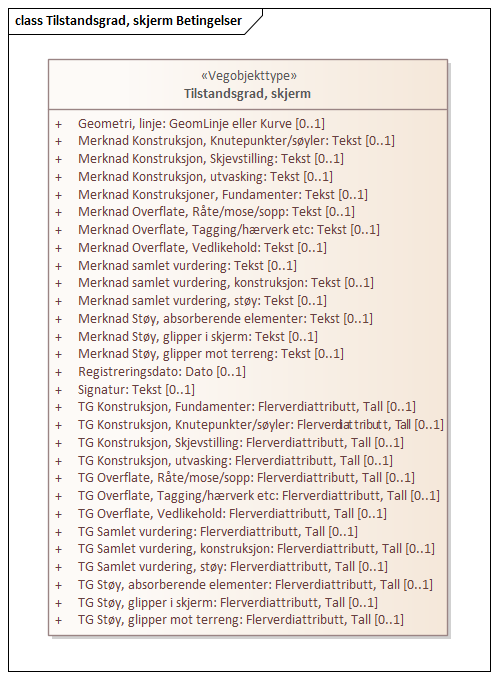 class Tilstandsgrad, skjerm Betingelser
«Vegobjekttype»
Tilstandsgrad, skjerm
+ Geometri, linje: GeomLinje eller Kurve [0..1]
+ Merknad Konstruksjon, Knutepunkter/søyler: Tekst [0..1]
+ Merknad Konstruksjon, Skjevstilling: Tekst [0..1]
+ Merknad Konstruksjon, utvasking: Tekst [0..1]
+ Merknad Konstruksjoner, Fundamenter: Tekst [0..1]
+ Merknad Overflate, Råte/mose/sopp: Tekst [0..1]
+ Merknad Overflate, Tagging/hærverk etc: Tekst [0..1]
+ Merknad Overflate, Vedlikehold: Tekst [0..1]
+ Merknad samlet vurdering: Tekst [0..1]
+ Merknad samlet vurdering, konstruksjon: Tekst [0..1]
+ Merknad samlet vurdering, støy: Tekst [0..1]
+ Merknad Støy, absorberende elementer: Tekst [0..1]
+ Merknad Støy, glipper i skjerm: Tekst [0..1]
+ Merknad Støy, glipper mot terreng: Tekst [0..1]
+ Registreringsdato: Dato [0..1]
+ Signatur: Tekst [0..1]
+ TG Konstruksjon, Fundamenter: Flerverdiattributt, Tall [0..1]
+ TG Konstruksjon, Knutepunkter/søyler: Flerverdiattributt, Tall [0..1]
+ TG Konstruksjon, Skjevstilling: Flerverdiattributt, Tall [0..1]
+ TG Konstruksjon, utvasking: Flerverdiattributt, Tall [0..1]
+ TG Overflate, Råte/mose/sopp: Flerverdiattributt, Tall [0..1]
+ TG Overflate, Tagging/hærverk etc: Flerverdiattributt, Tall [0..1]
+ TG Overflate, Vedlikehold: Flerverdiattributt, Tall [0..1]
+ TG Samlet vurdering: Flerverdiattributt, Tall [0..1]
+ TG Samlet vurdering, konstruksjon: Flerverdiattributt, Tall [0..1]
+ TG Samlet vurdering, støy: Flerverdiattributt, Tall [0..1]
+ TG Støy, absorberende elementer: Flerverdiattributt, Tall [0..1]
+ TG Støy, glipper i skjerm: Flerverdiattributt, Tall [0..1]
+ TG Støy, glipper mot terreng: Flerverdiattributt, Tall [0..1]